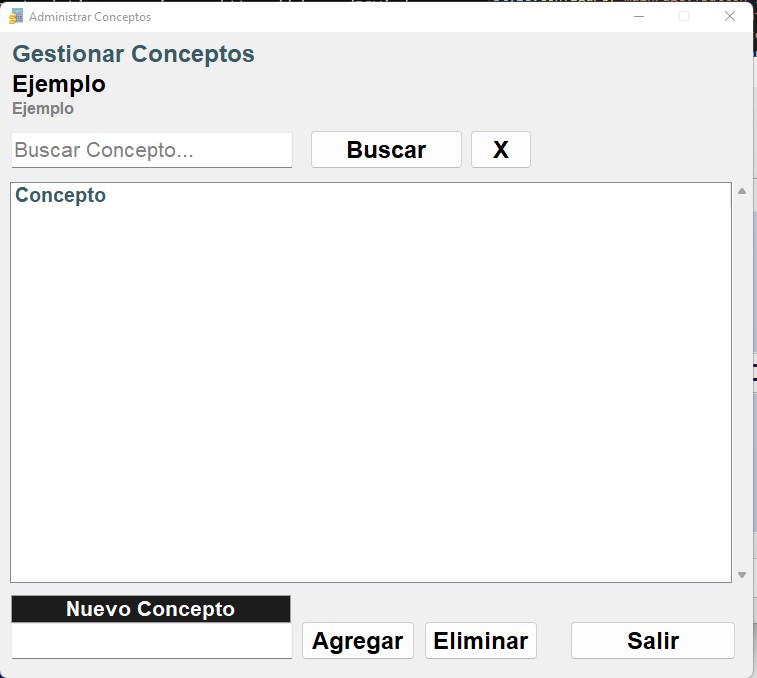 Administrar Conceptos
Gestionar Conceptos
Ejemplo
Ejemplo
Buscar Concepto...
Buscar
X
Concepto
Nuevo Concepto
Agregar
Eliminar
Salir